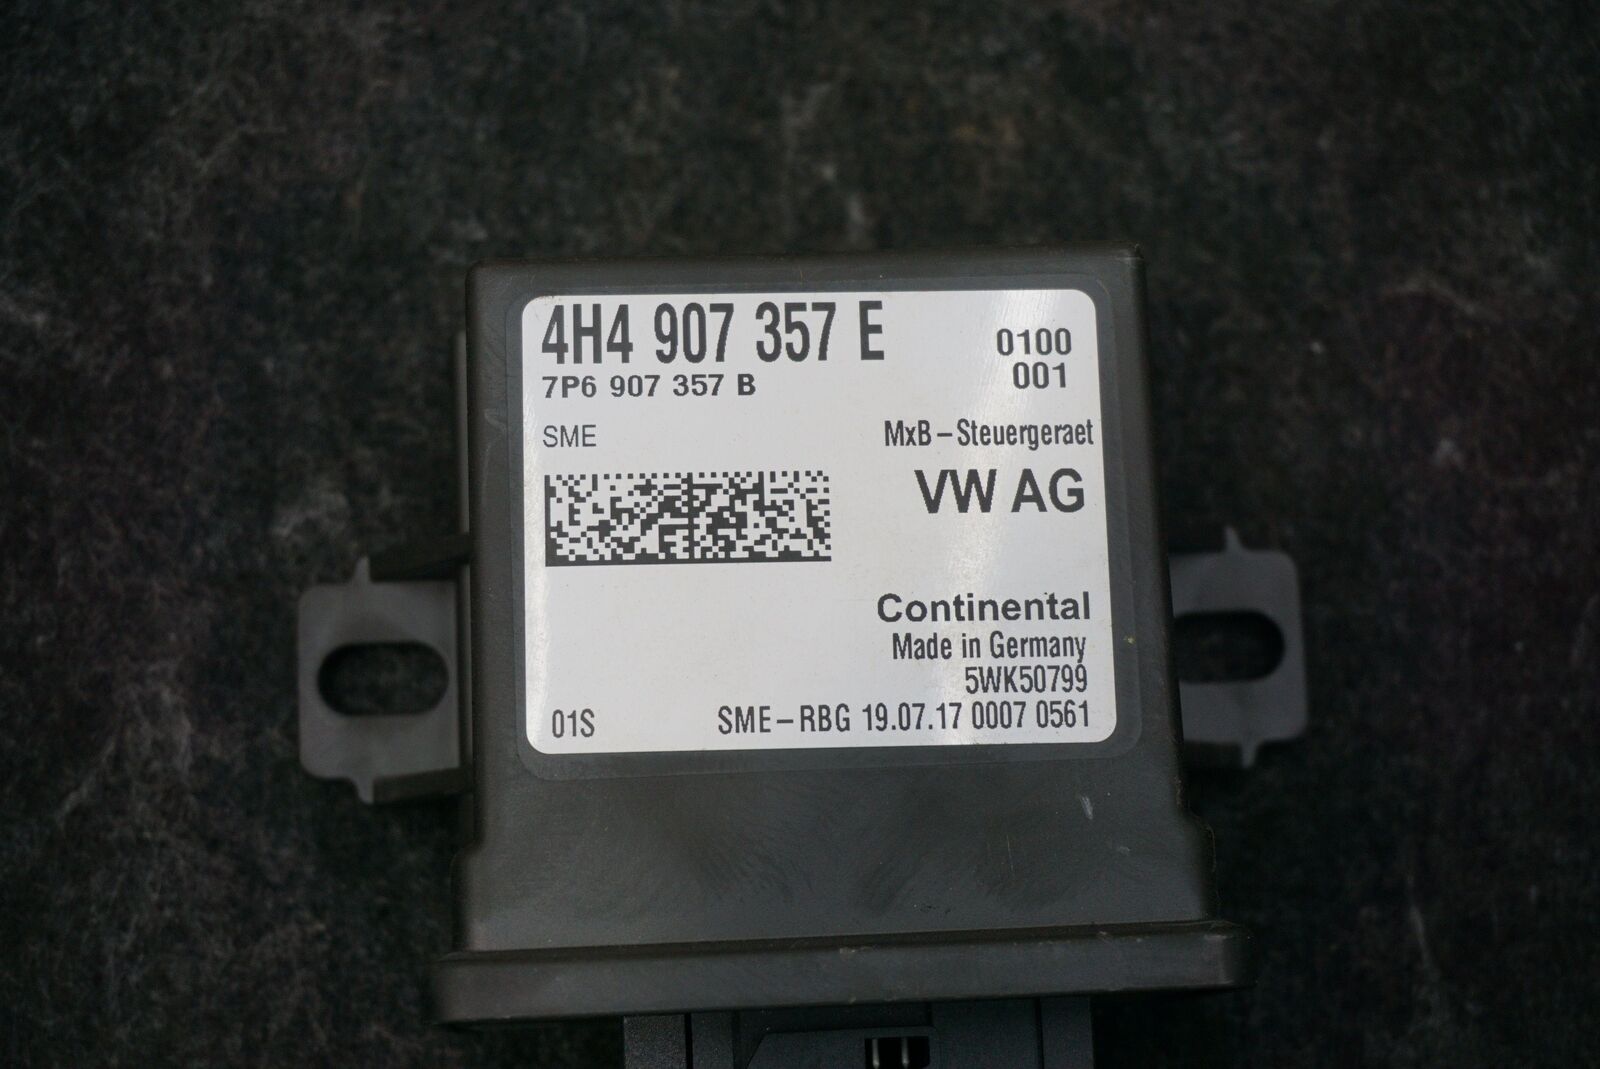 4H4 907 357 E
0100
7P6 907 357 B
001
SME
MxB – Steuergeraet
VW AG
Continental
Made in Germany
5WK50799
01S
SME – RBG 19.07.17 0007 0561